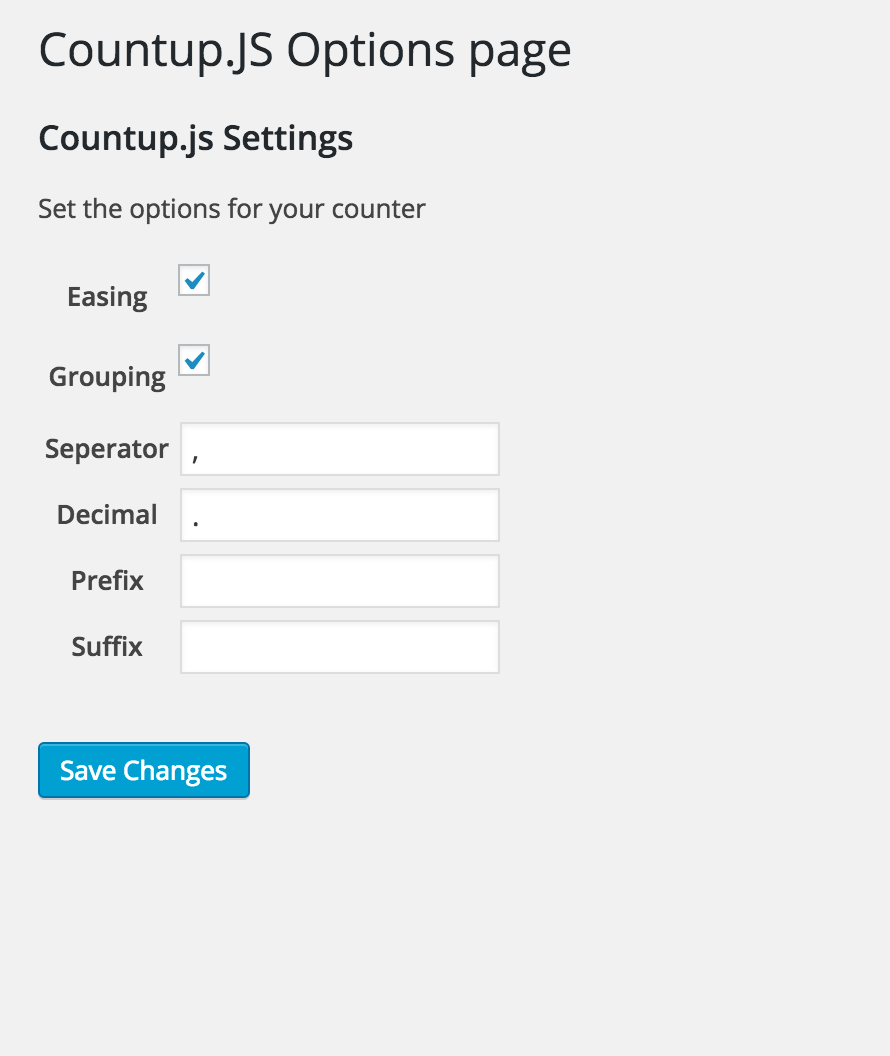 Countup.JS Options page
Countup.js Settings
Set the options for your counter
Easing
Grouping
Seperator ,
Decimal .
Prefix
Suffix
Save Changes